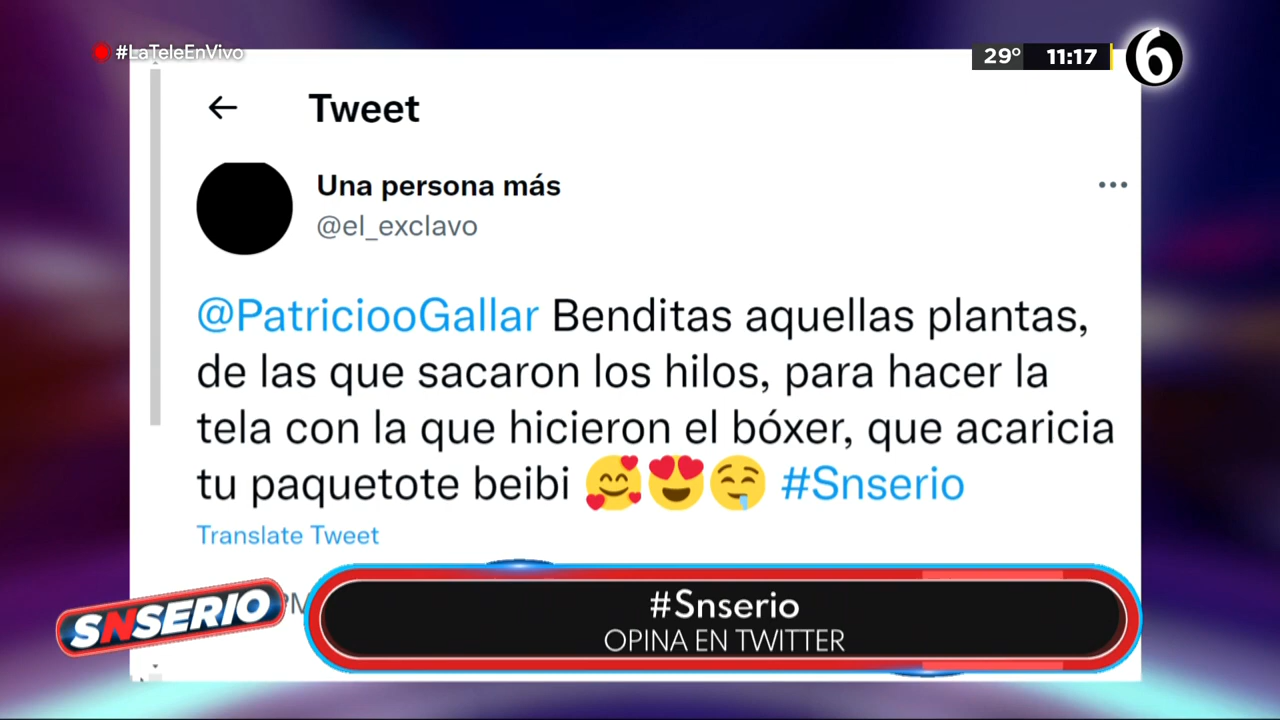 #LaTeleEnVivo
29° 11:17 6
Tweet
Una persona más
@el_exclavo
@PatriciooGallar Benditas aquellas plantas,
de las que sacaron los hilos, para hacer la
tela con la que hicieron el bóxer, que acaricia
tu paquetote beibi 🥰😍🤤 #Snserio
Translate Tweet
SNSERIO
#Snserio
OPINA EN TWITTER